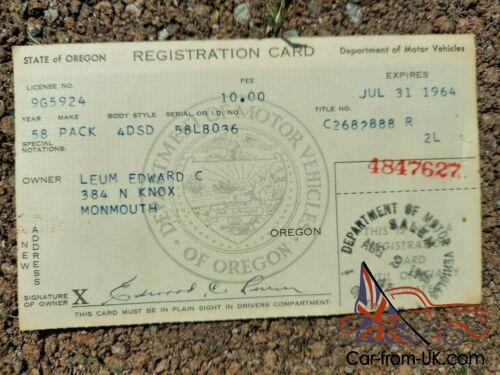 STATE of OREGON REGISTRATION CARD Department of Motor Vehicles
LICENSE NO. FEE EXPIRES
9G5924 10.00 JUL 31 1964
YEAR MAKE BODY STYLE SERIAL OR I.D. NO. TITLE NO.
58 PACK 4DSD 58L8036 C2682888 R
SPECIAL NOTATIONS: 2L
4847627
OWNER LEUM EDWARD C
384 N KNOX
MONMOUTH
OREGON
NEW ADDRESS
DEPARTMENT OF MOTOR VEHICLES
OF OREGON
DEPARTMENT OF MOTOR VEHICLES
SALEM
AUG
THIS
REGISTRATION
CARD
SIGNATURE OF OWNER X Edward C Leum
THIS CARD MUST BE IN PLAIN SIGHT IN DRIVERS COMPARTMENT
Car-from-UK.com